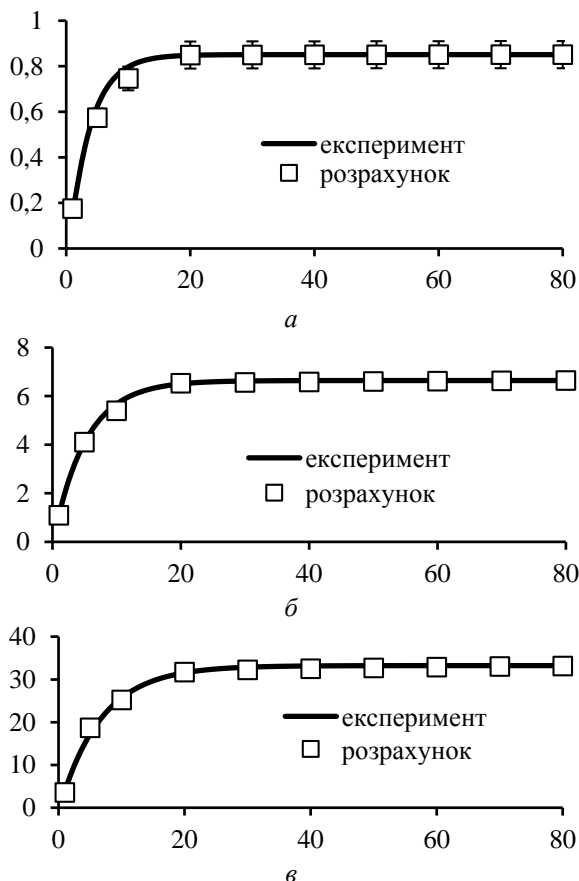 1
0,8
0,6
0,4
0,2
0
експеримент
розрахунок
0 20 40 60 80
а
8
6
4
2
0
експеримент
розрахунок
0 20 40 60 80
б
40
30
20
10
0
експеримент
розрахунок
0 20 40 60 80
в